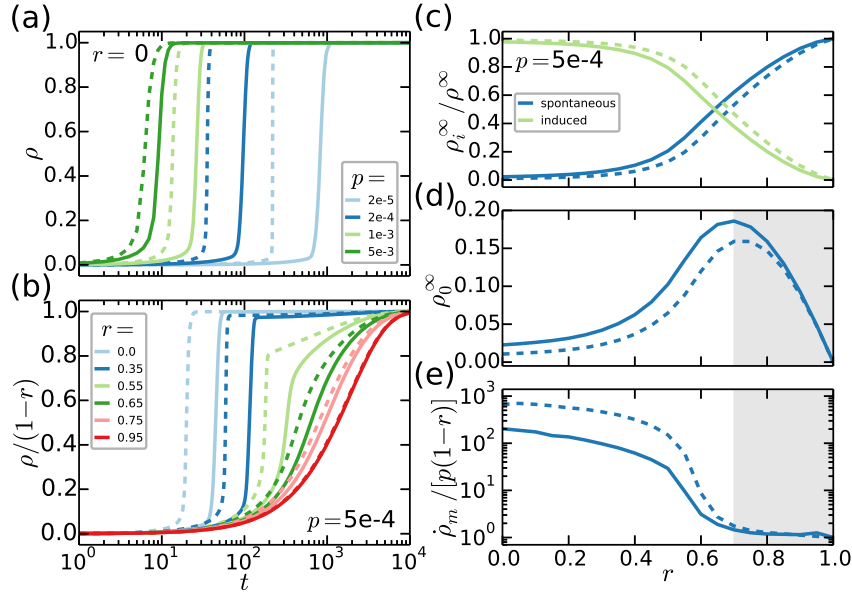 (a)
r = 0
1.0
0.8
0.6
0.4
0.2
0.0
ρ
p =
2e-5
2e-4
1e-3
5e-3
(b)
1.0
0.8
0.6
0.4
0.2
0.0
ρ/(1−r)
r =
0.0
0.35
0.55
0.65
0.75
0.95
p = 5e-4
10^0
10^1
10^2
10^3
10^4
t
(c)
p = 5e-4
1.0
0.8
0.6
0.4
0.2
0.0
ρ_i^∞/ρ^∞
spontaneous
induced
(d)
0.20
0.15
0.10
0.05
0.00
ρ_0^∞
(e)
10^3
10^2
10^1
10^0
ρ̇_m/[p(1−r)]
0.0
0.2
0.4
0.6
0.8
1.0
r